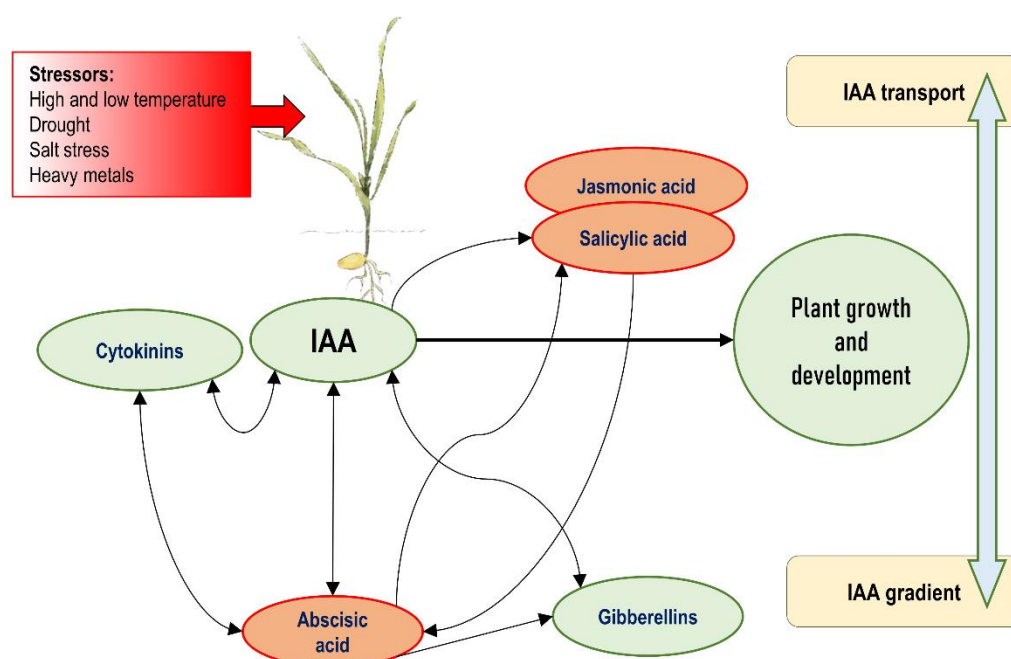 Stressors:
High and low temperature
Drought
Salt stress
Heavy metals
IAA transport
Jasmonic acid
Salicylic acid
Cytokinins
IAA
Plant growth
and
development
Abscisic
acid
Gibberellins
IAA gradient